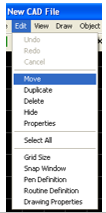 New CAD File
Edit View Draw Object
Undo
Redo
Cancel
Move
Duplicate
Delete
Hide
Properties
Select All
Grid Size
Snap Window
Pen Definition
Routine Definition
Drawing Properties